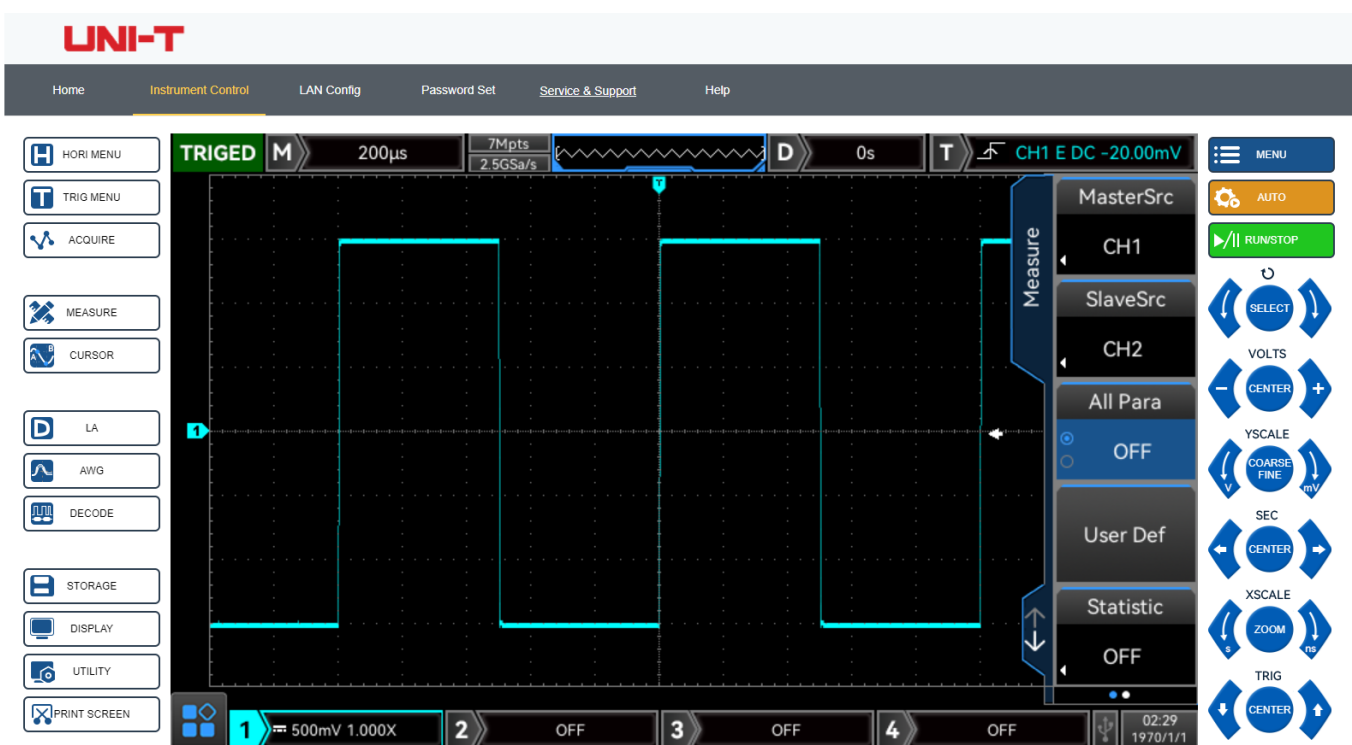 UNI-T
Home Instrument Control LAN Config Password Set Service & Support Help
HORI MENU
TRIG MENU
ACQUIRE
MEASURE
CURSOR
LA
AWG
DECODE
STORAGE
DISPLAY
UTILITY
PRINT SCREEN
TRIGED M 200μs 7Mpts 2.5GSa/s D 0s T CH1 E DC -20.00mV
T
1
Measure
MasterSrc
CH1
SlaveSrc
CH2
All Para
OFF
User Def
Statistic
OFF
1 500mV 1.000X 2 OFF 3 OFF 4 OFF 02:29
1970/1/1
MENU
AUTO
RUN/STOP
SELECT
VOLTS
- CENTER +
YSCALE
COARSE
FINE
V mV
SEC
CENTER
XSCALE
ZOOM
s ns
TRIG
CENTER